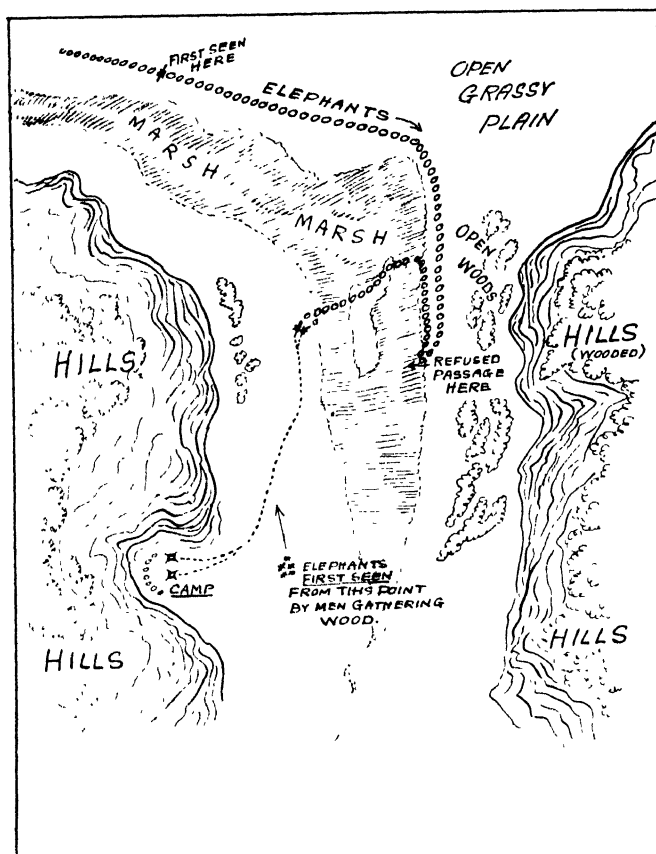 FIRST SEEN
HERE
ELEPHANTS
OPEN
GRASSY
PLAIN
MARSH
MARSH
OPEN
WOODS
HILLS
HILLS
(WOODED)
REFUSED
PASSAGE
HERE
CAMP
ELEPHANTS
FIRST SEEN
FROM THIS POINT
BY MEN GATHERING
WOOD.
HILLS
HILLS